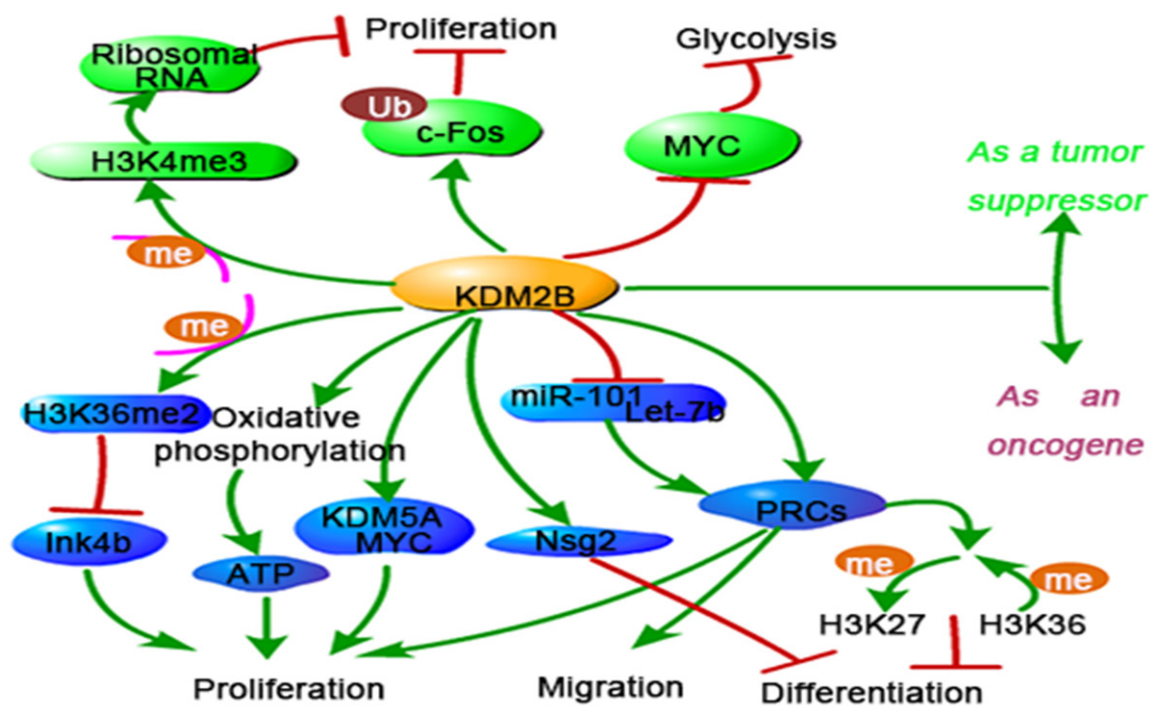 Ribosomal
RNA
Proliferation
Glycolysis
Ub
c-Fos
MYC
H3K4me3
As a tumor
suppressor
me
KDM2B
me
As an
oncogene
H3K36me2
Oxidative
phosphorylation
miR-101
Let-7b
Ink4b
ATP
KDM5A
MYC
Nsg2
PRCs
me
me
H3K27
H3K36
Proliferation
Migration
Differentiation